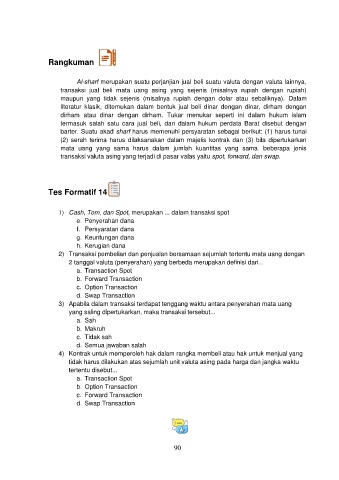 Rangkuman
Al-sharf merupakan suatu perjanjian jual beli suatu valuta dengan valuta lainnya,
transaksi jual beli mata uang asing yang sejenis (misalnya rupiah dengan rupiah)
maupun yang tidak sejenis (misalnya rupiah dengan dolar atau sebaliknya). Dalam
literatur klasik, ditemukan dalam bentuk jual beli dinar dengan dinar, dirham dengan
dirham atau dinar dengan dirham. Tukar menukar seperti ini dalam hukum islam
termasuk salah satu cara jual beli, dan dalam hukum perdata Barat disebut dengan
barter. Suatu akad sharf harus memenuhi persyaratan sebagai berikut: (1) harus tunai
(2) serah terima harus dilaksanakan dalam majelis kontrak dan (3) bila dipertukarkan
mata uang yang sama harus dalam jumlah kuantitas yang sama. beberapa jenis
transaksi valuta asing yang terjadi di pasar valas yaitu spot, forward, dan swap.
Tes Formatif 14
1) Cash, Tom, dan Spot, merupakan ... dalam transaksi spot
e. Penyerahan dana
f. Persyaratan dana
g. Keuntungan dana
h. Kerugian dana
2) Transaksi pembelian dan penjualan bersamaan sejumlah tertentu mata uang dengan
2 tanggal valuta (penyerahan) yang berbeda merupakan definisi dari...
a. Transaction Spot
b. Forward Transaction
c. Option Transaction
d. Swap Transaction
3) Apabila dalam transaksi terdapat tenggang waktu antara penyerahan mata uang
yang saling dipertukarkan, maka transaksi tersebut...
a. Sah
b. Makruh
c. Tidak sah
d. Semua jawaban salah
4) Kontrak untuk memperoleh hak dalam rangka membeli atau hak untuk menjual yang
tidak harus dilakukan atas sejumlah unit valuta asing pada harga dan jangka waktu
tertentu disebut...
a. Transaction Spot
b. Option Transaction
c. Forward Transaction
d. Swap Transaction
90